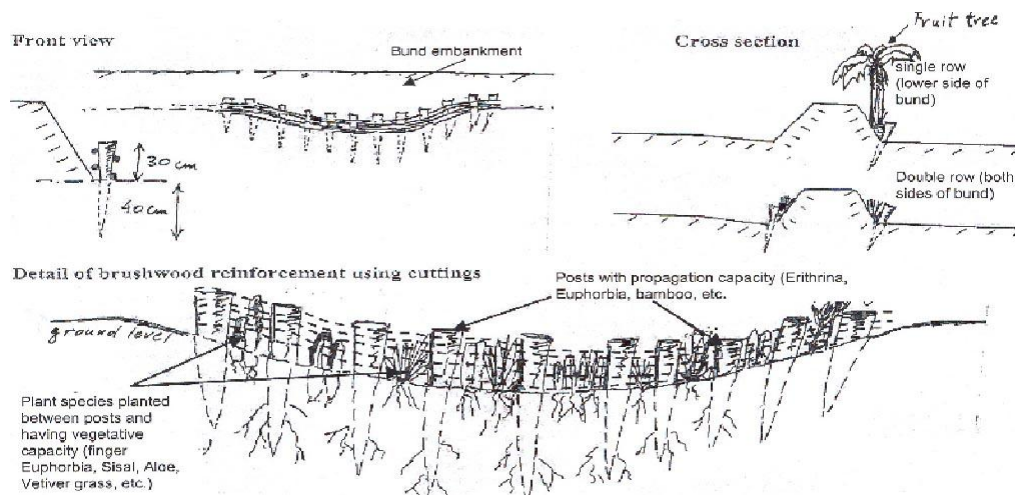 Front view
Bund embankment
30 cm
40 cm
Cross section
Fruit tree
single row
(lower side of
bund)
Double row (both
sides of bund)
Detail of brushwood reinforcement using cuttings
Posts with propagation capacity (Erithrina,
Euphorbia, bamboo, etc.
ground level
Plant species planted
between posts and
having vegetative
capacity (finger
Euphorbia, Sisal, Aloe,
Vetiver grass, etc.)